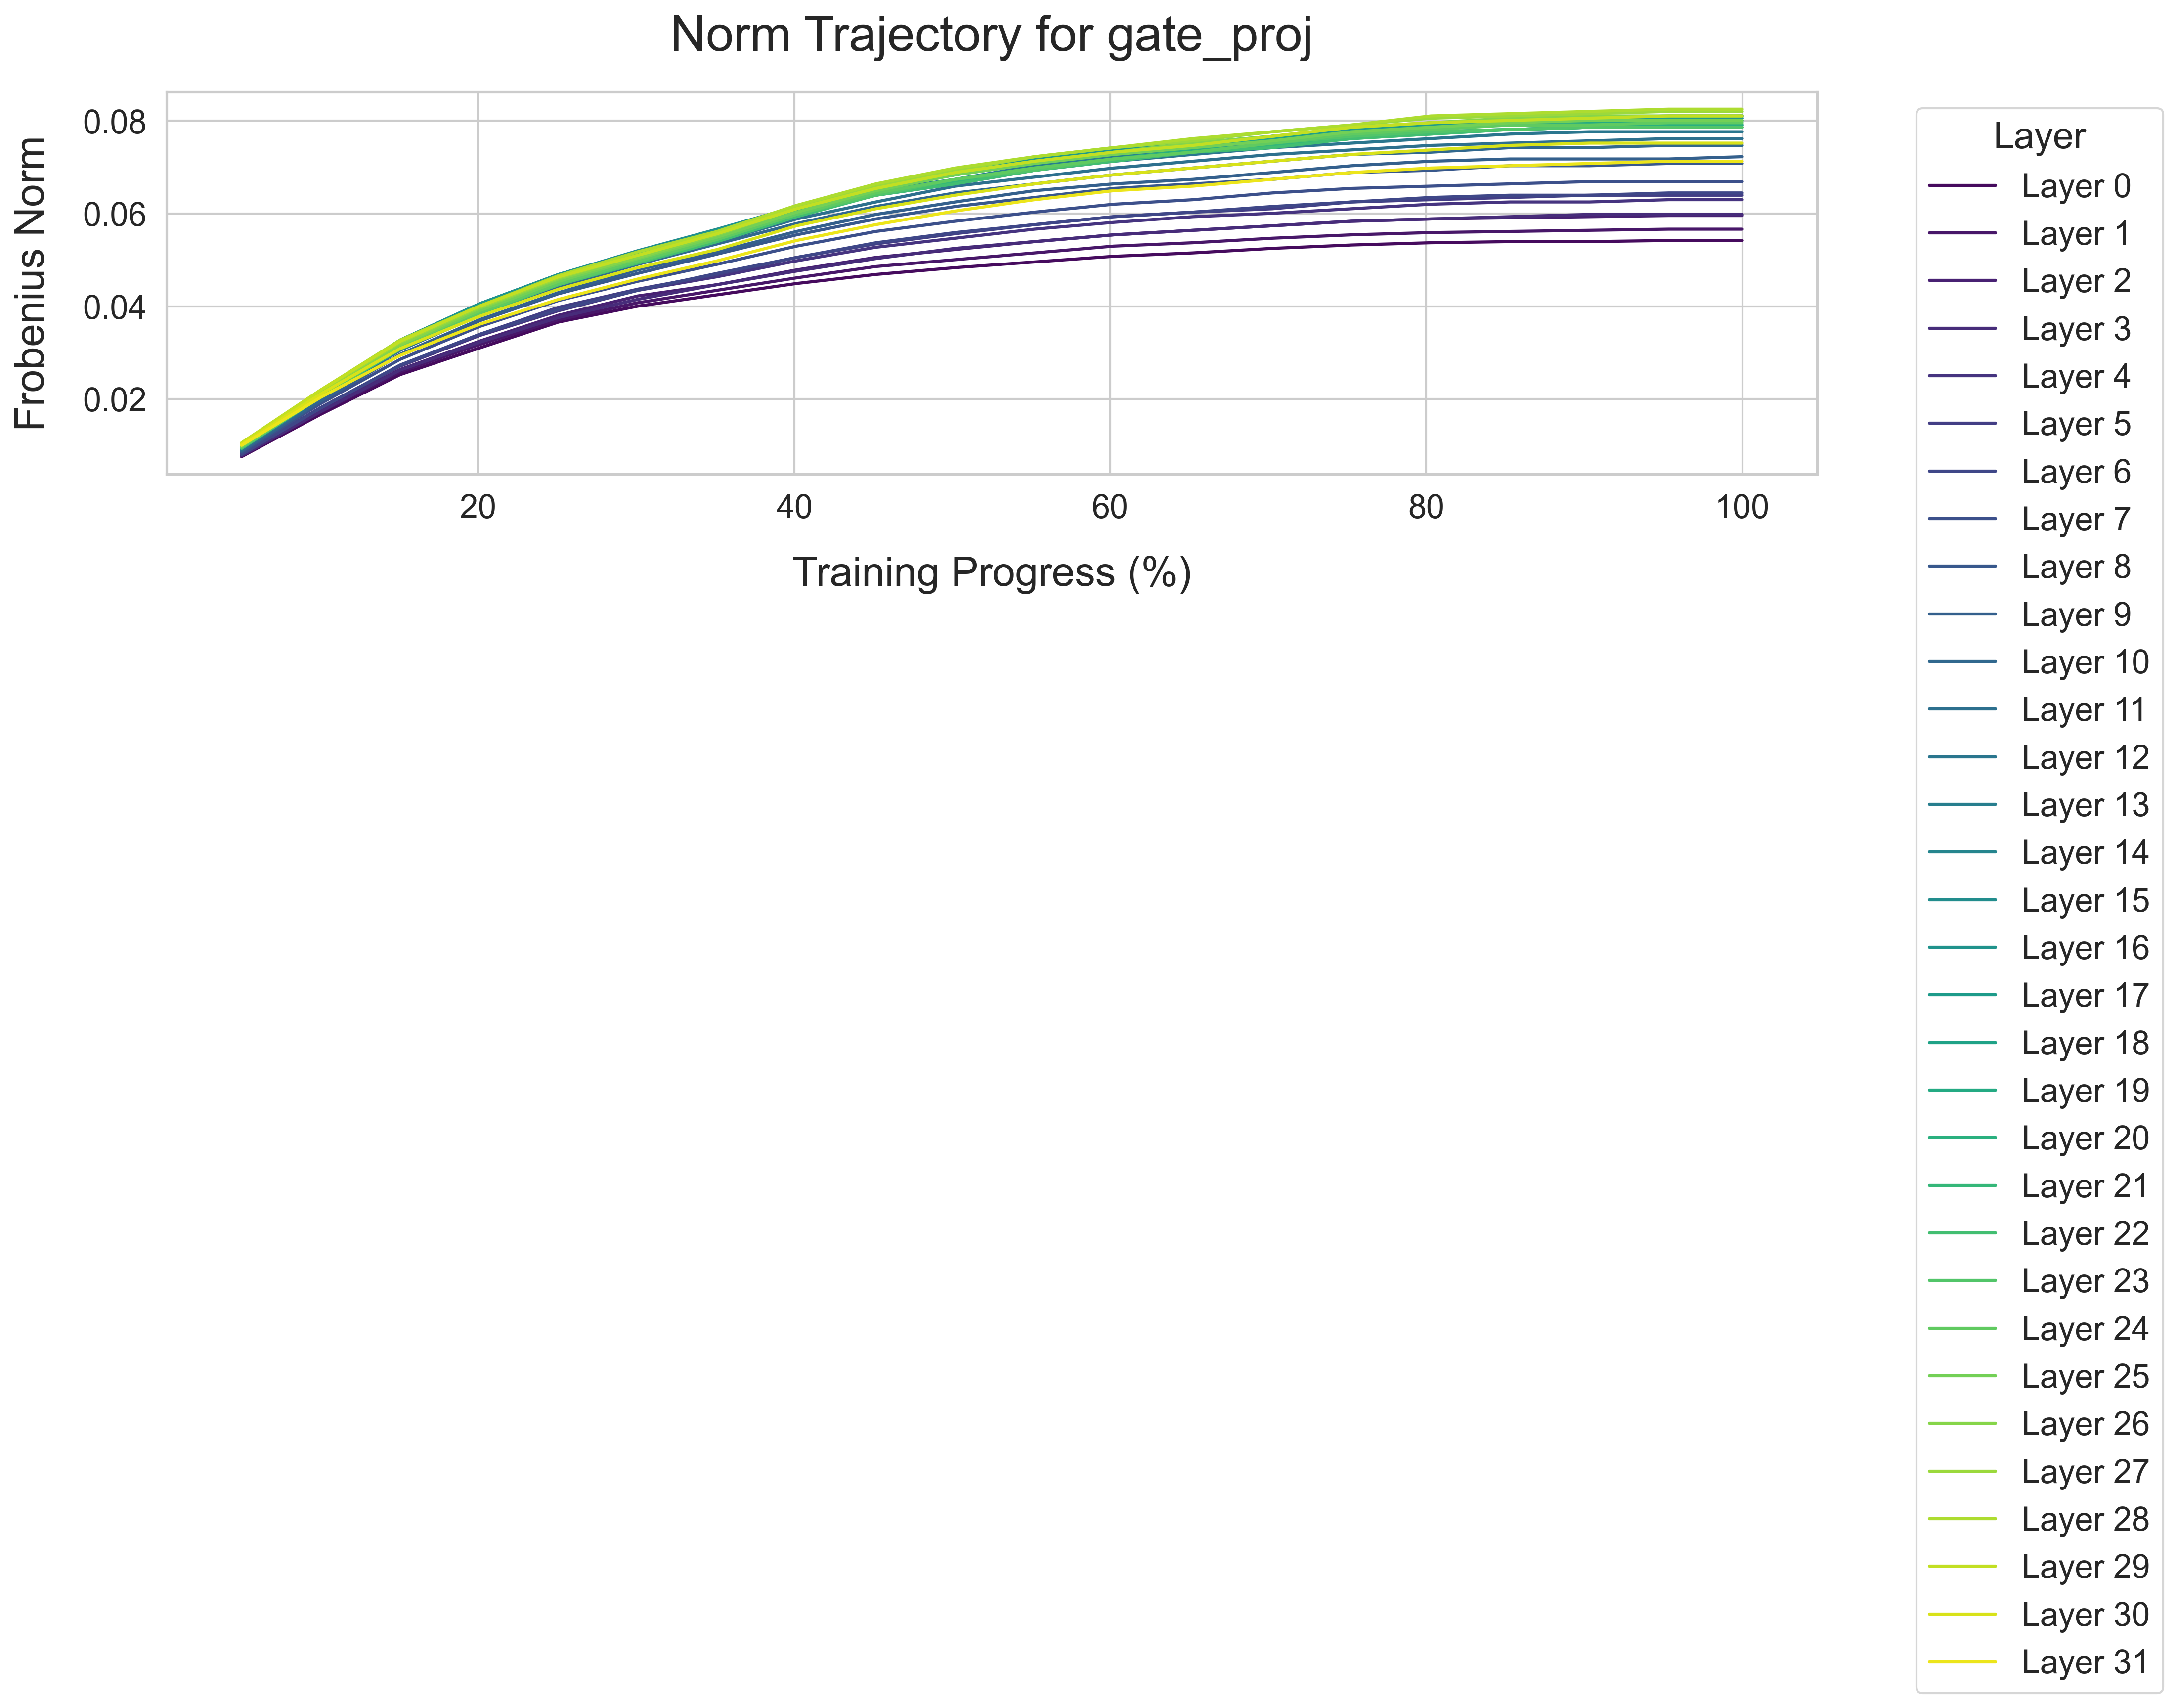 Norm Trajectory for gate_proj
Frobenius Norm
0.08
0.06
0.04
0.02
20
40
60
80
100
Training Progress (%)
Layer
Layer 0
Layer 1
Layer 2
Layer 3
Layer 4
Layer 5
Layer 6
Layer 7
Layer 8
Layer 9
Layer 10
Layer 11
Layer 12
Layer 13
Layer 14
Layer 15
Layer 16
Layer 17
Layer 18
Layer 19
Layer 20
Layer 21
Layer 22
Layer 23
Layer 24
Layer 25
Layer 26
Layer 27
Layer 28
Layer 29
Layer 30
Layer 31